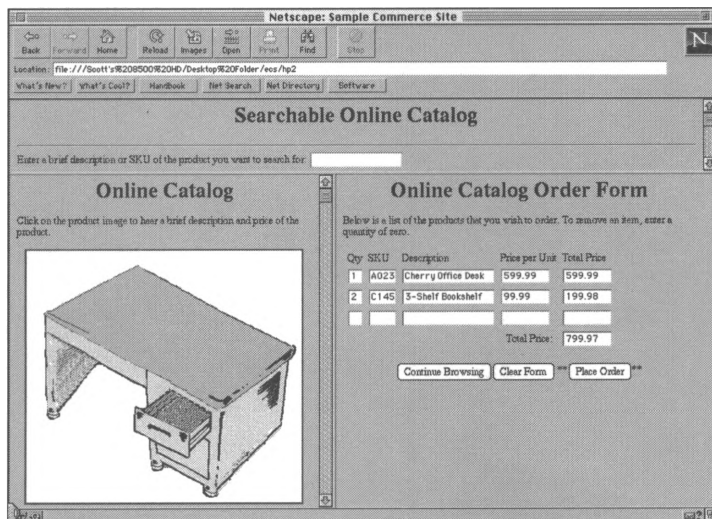 Netscape: Sample Commerce Site
Back Forward Home Reload Images Open Print Find Stop
N
Location: file:///Scott's%208500%20HD/Desktop%20Folder/eos/hp2
What's New? What's Cool? Handbook Net Search Net Directory Software
Searchable Online Catalog
Enter a brief description or SKU of the product you want to search for:
Online Catalog
Click on the product image to hear a brief description and price of the
product.
Online Catalog Order Form
Below is a list of the products that you wish to order. To remove an item, enter a
quantity of zero.
Qty SKU Description Price per Unit Total Price
1 A023 Cherry Office Desk 599.99 599.99
2 C145 3-Shelf Bookshelf 99.99 199.98
Total Price: 799.97
Continue Browsing Clear Form ** Place Order **